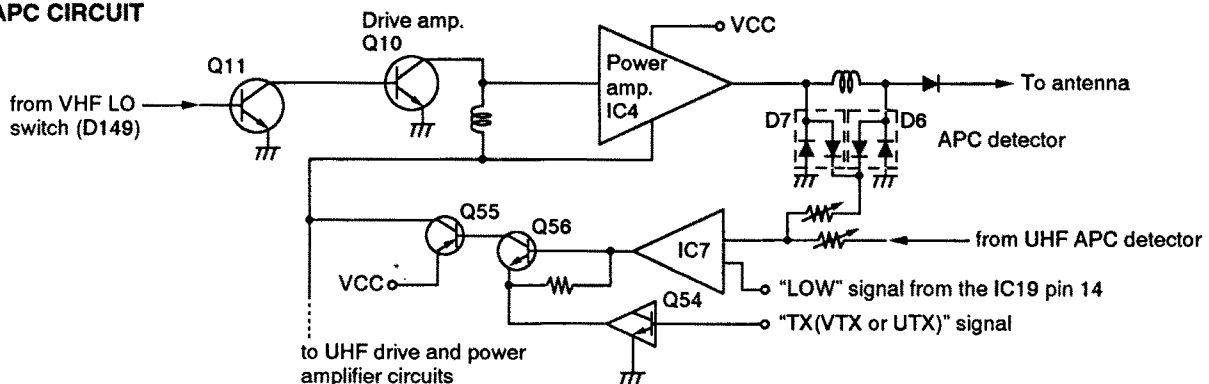 APC CIRCUIT
Drive amp.
Q10
VCC
Q11
Power
amp.
IC4
To antenna
from VHF LO
switch (D149)
D7
D6
APC detector
Q55
Q56
IC7
from UHF APC detector
VCC
"LOW" signal from the IC19 pin 14
Q54
"TX(VTX or UTX)" signal
to UHF drive and power
amplifier circuits